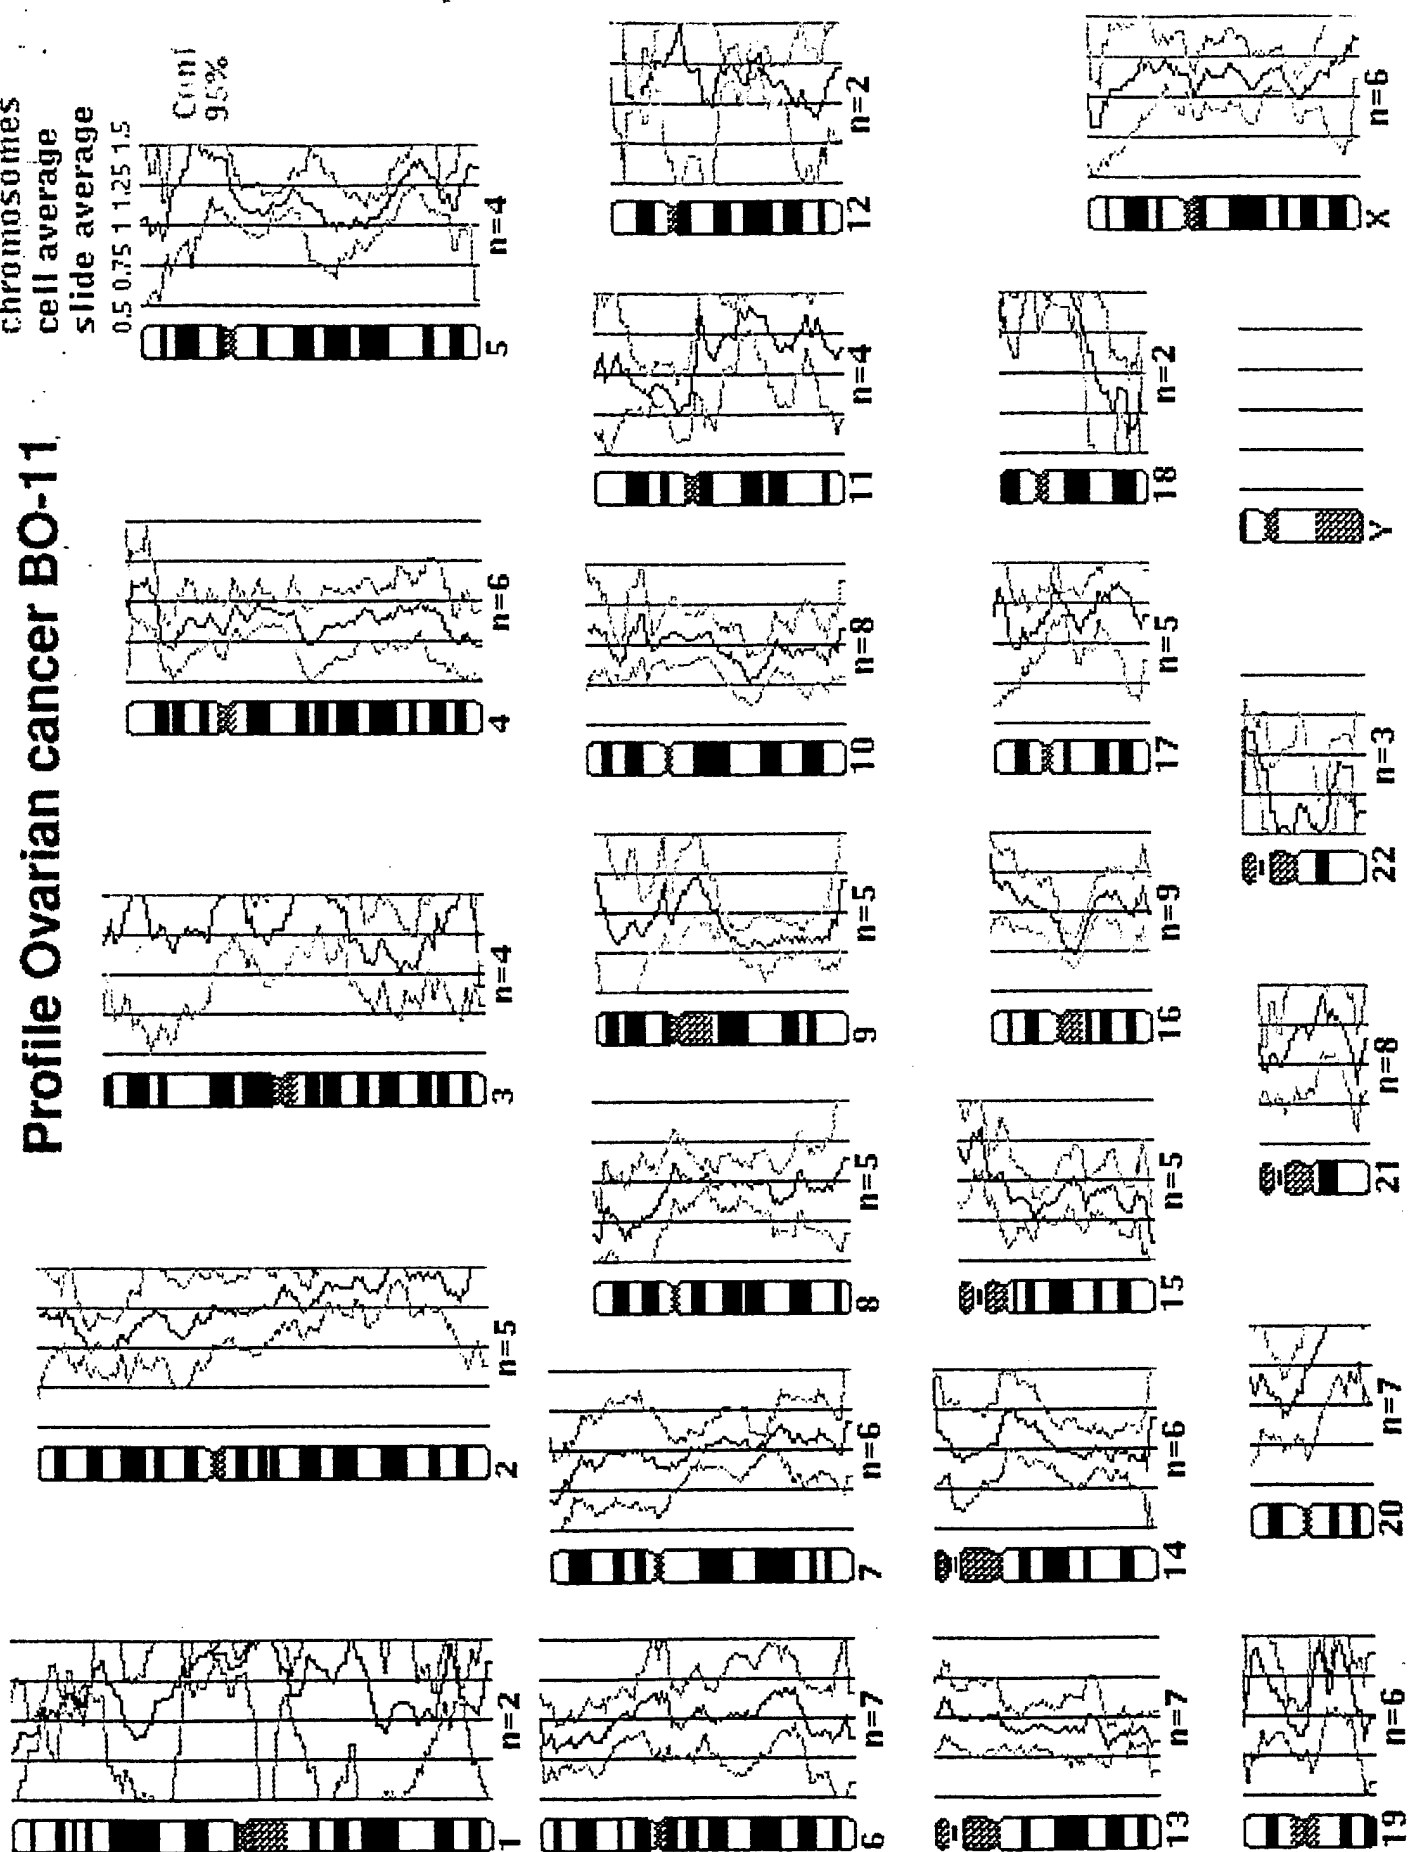 Profile Ovarian cancer BO-11
chromosomes
cell average
slide average
0.5 0.75 1 1.25 1.5
95%
1 n=2
2 n=5
3 n=4
4 n=6
5 n=4
6 n=7
7 n=6
8 n=5
9 n=5
10 n=8
11 n=4
12 n=2
13 n=7
14 n=6
15 n=5
16 n=9
17 n=5
18 n=2
X n=6
19 n=6
20 n=7
21 n=8
22 n=3
Y